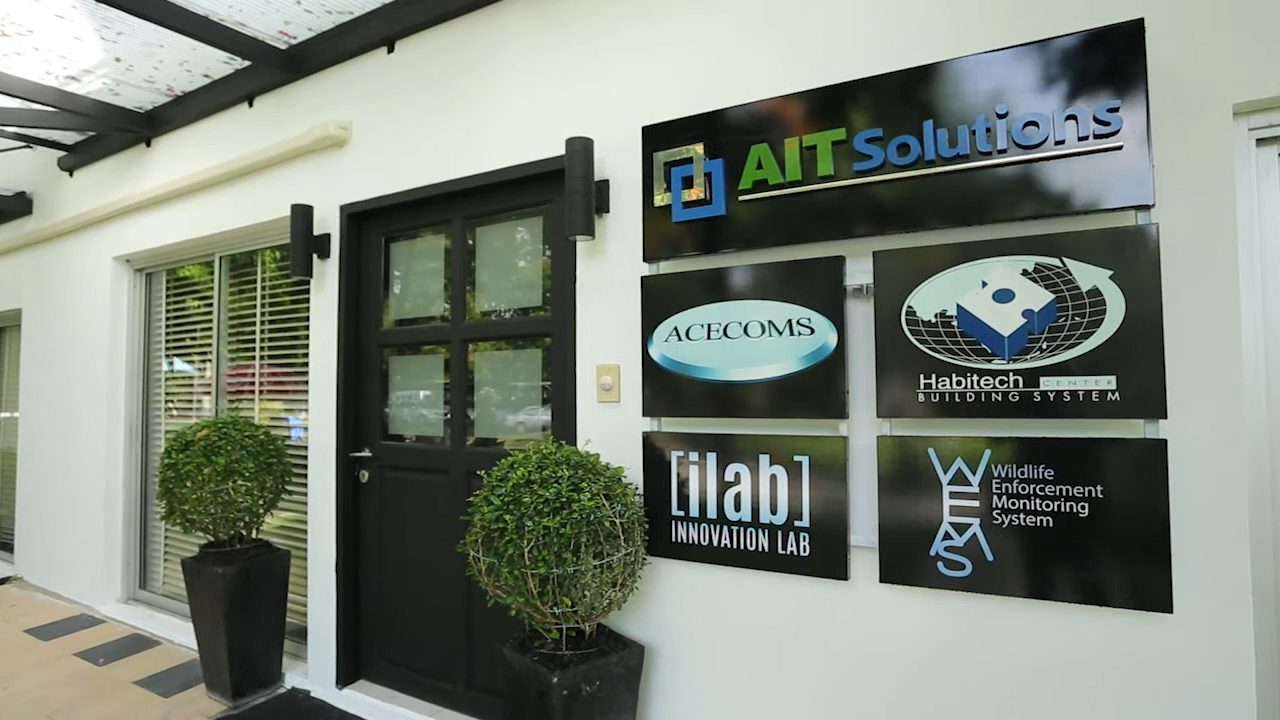 AIT Solutions
ACECOMS
Habitech CENTER
BUILDING SYSTEM
[ilab]
INNOVATION LAB
WEMS
Wildlife
Enforcement
Monitoring
System